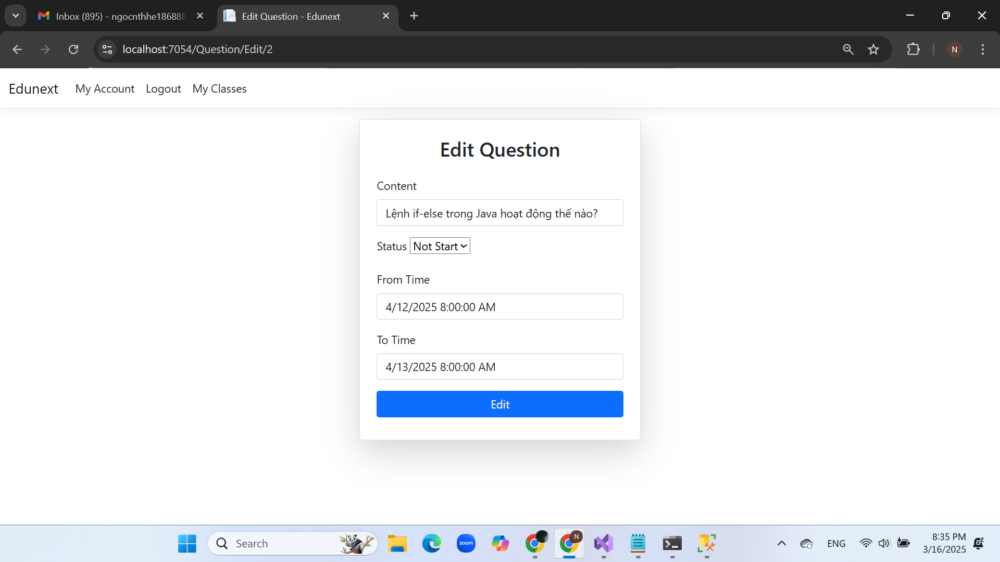 Inbox (895) - ngocnthhe186888
Edit Question - Edunext
localhost:7054/Question/Edit/2
N
Edunext
My Account
Logout
My Classes
Edit Question
Content
Lệnh if-else trong Java hoạt động thế nào?
Status Not Start
From Time
4/12/2025 8:00:00 AM
To Time
4/13/2025 8:00:00 AM
Edit
Search
zoom
N
ENG
8:35 PM
3/16/2025